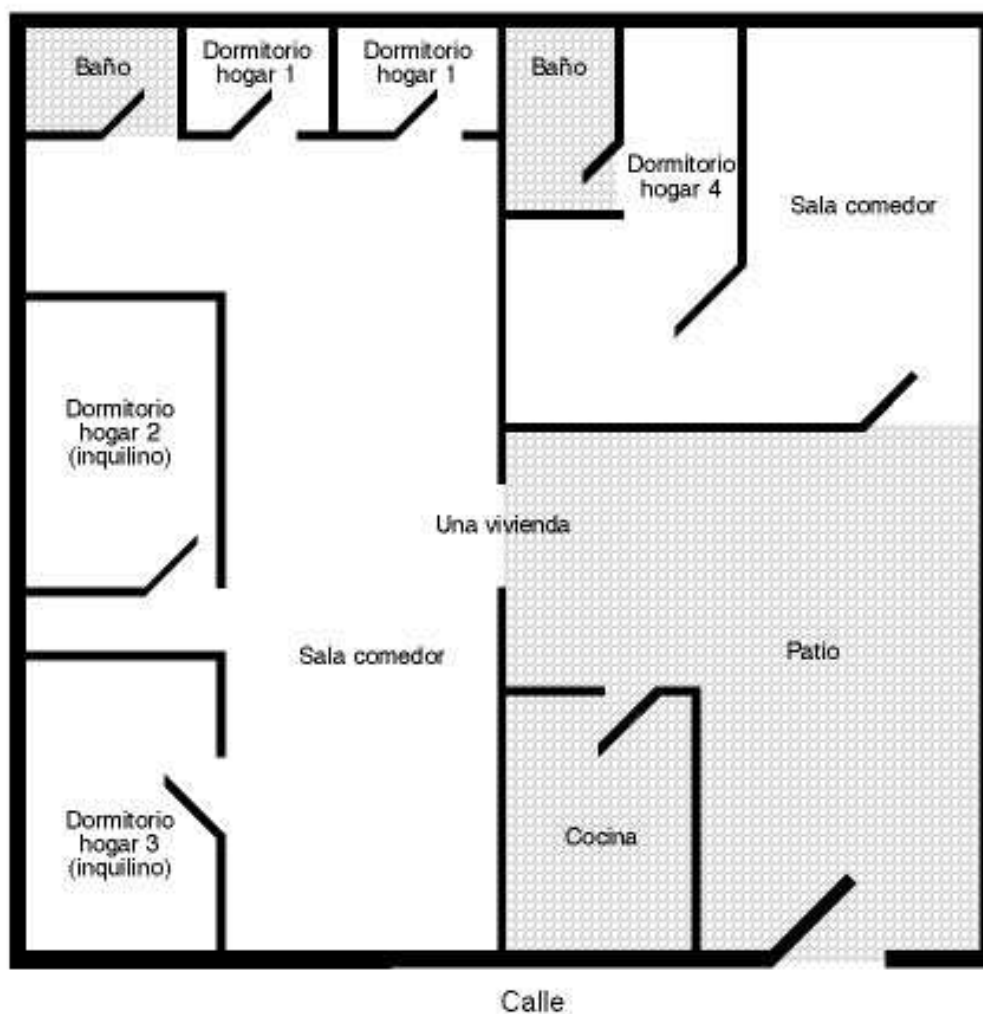 Baño
Dormitorio
hogar 1
Dormitorio
hogar 1
Baño
Dormitorio
hogar 4
Sala comedor
Dormitorio
hogar 2
(inquilino)
Una vivienda
Sala comedor
Patio
Dormitorio
hogar 3
(inquilino)
Cocina
Calle